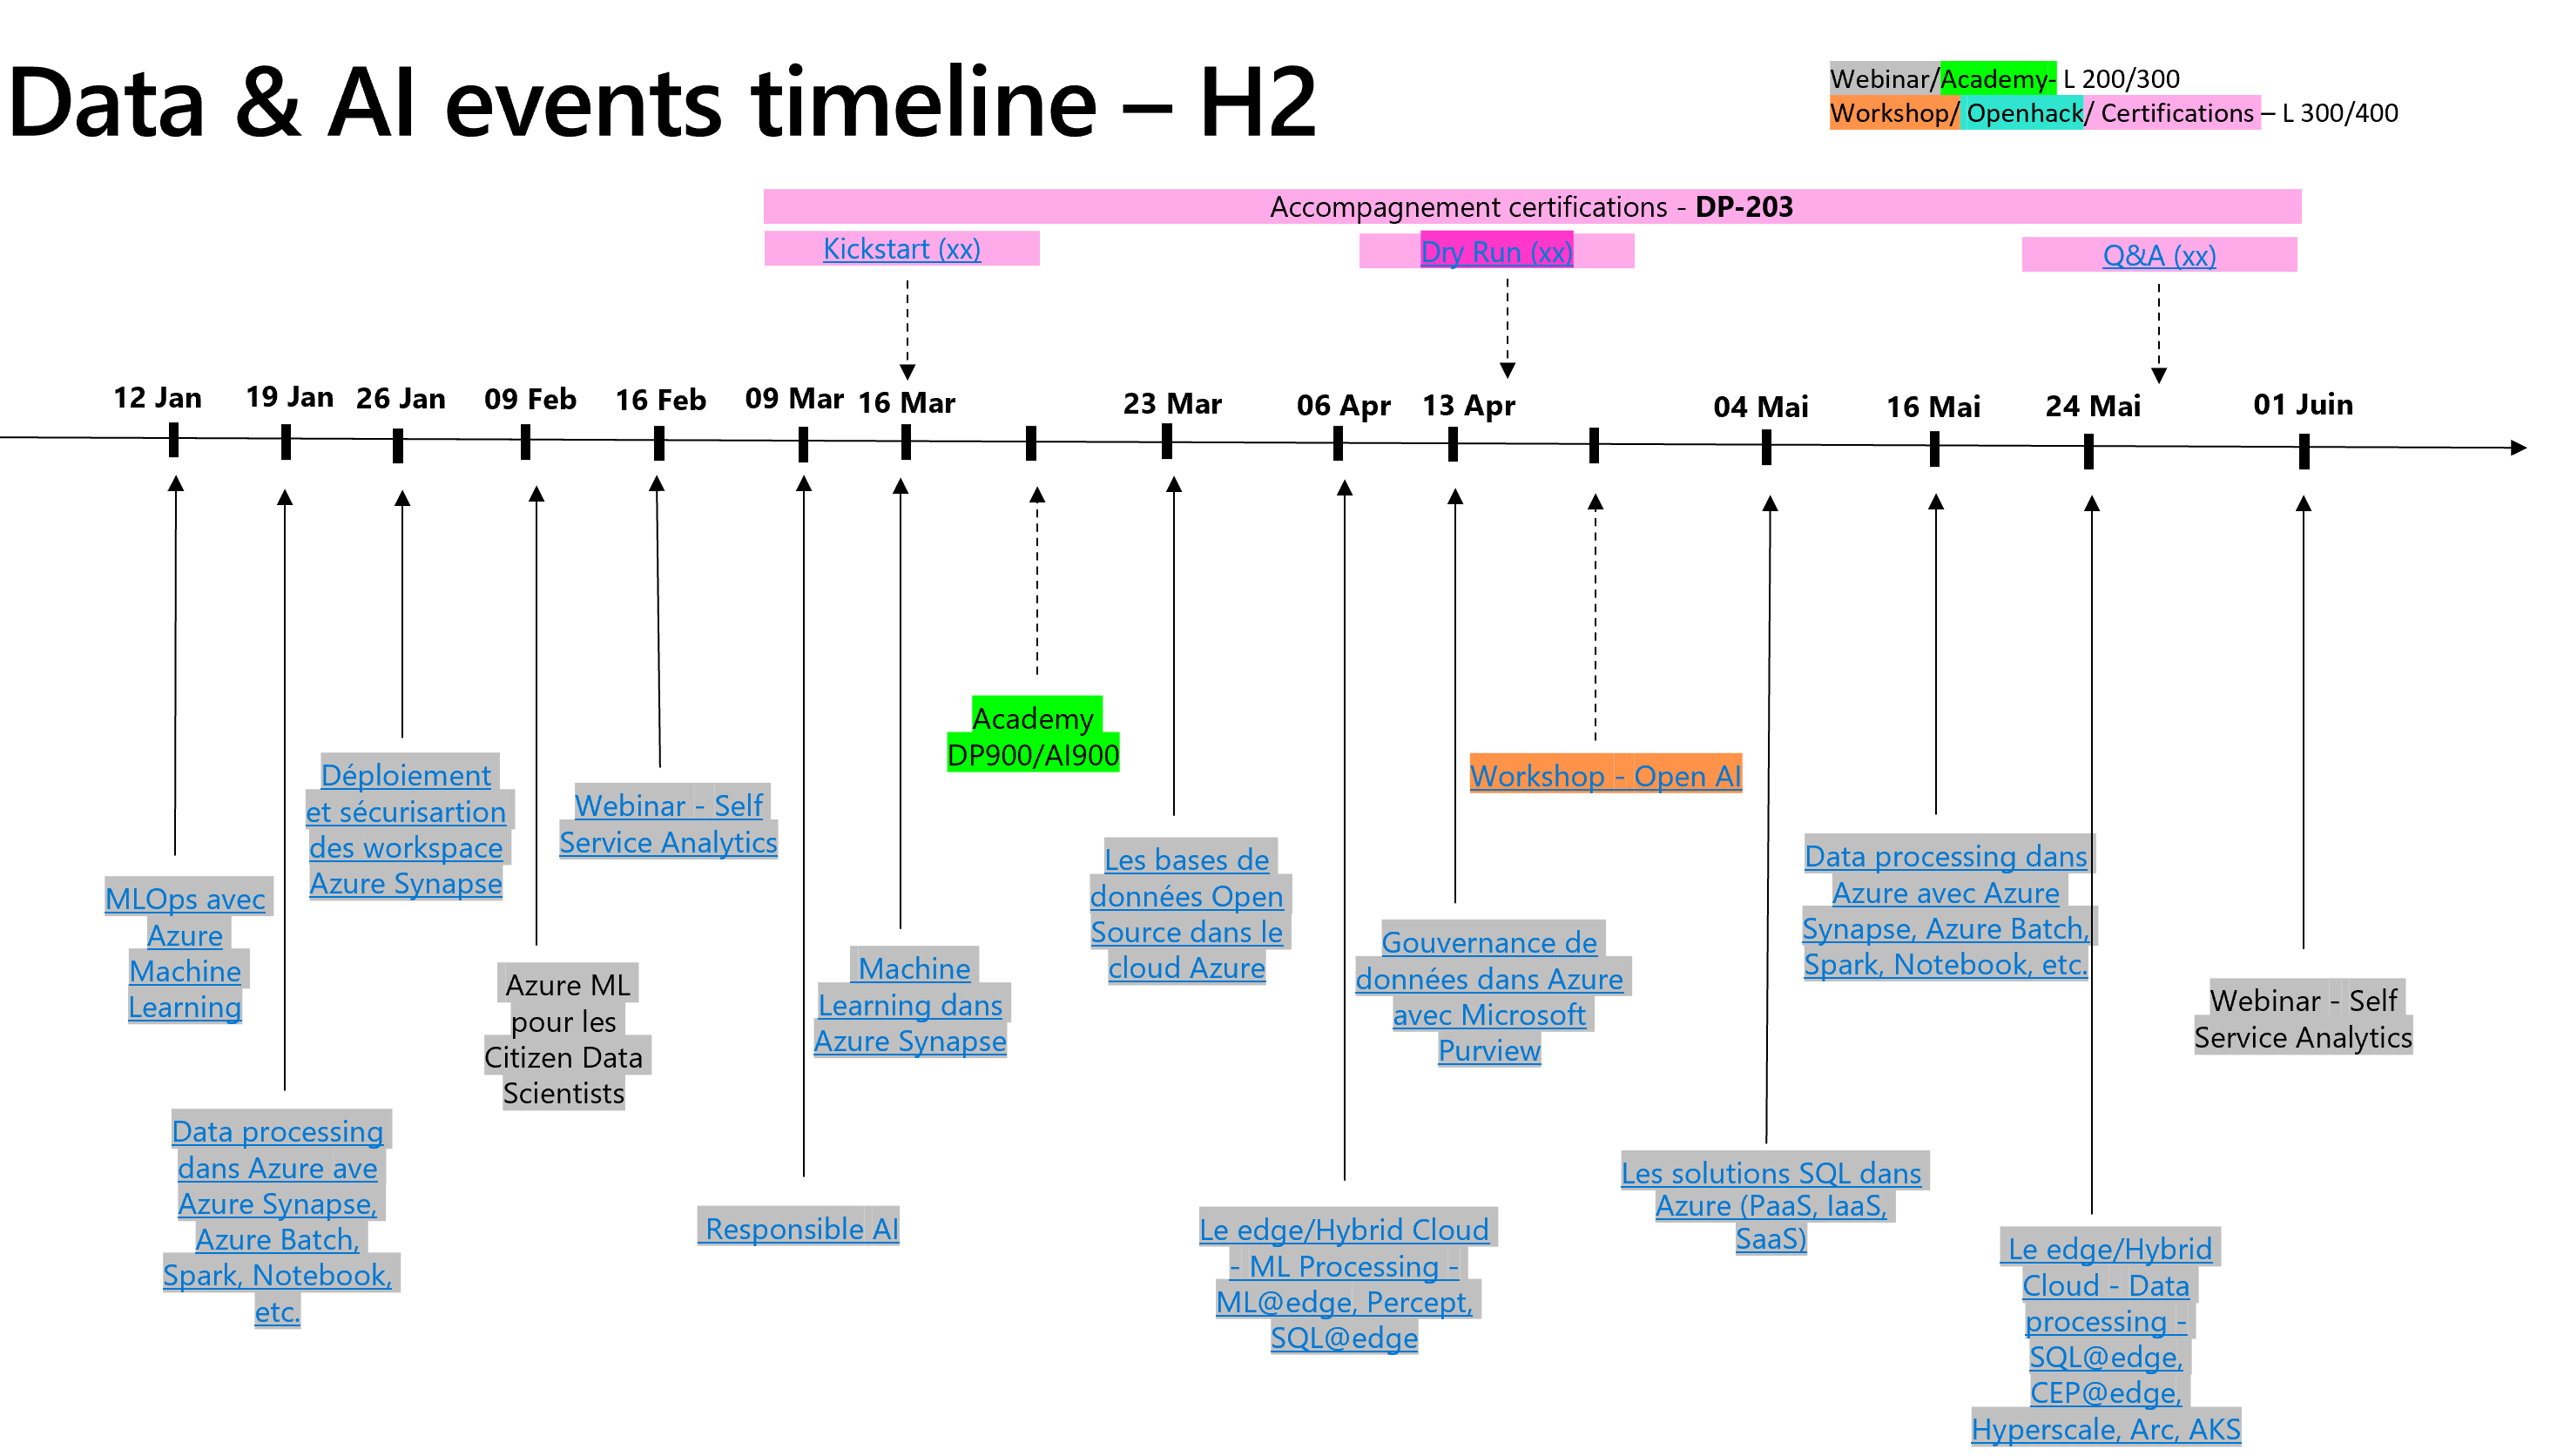 Data & AI events timeline – H2
Webinar/Academy- L 200/300
Workshop/ Openhack/ Certifications – L 300/400
Accompagnement certifications - DP-203
Kickstart (xx)
Dry Run (xx)
Q&A (xx)
12 Jan
19 Jan
26 Jan
09 Feb
16 Feb
09 Mar
16 Mar
23 Mar
06 Apr
13 Apr
04 Mai
16 Mai
24 Mai
01 Juin
MLOps avec
Azure
Machine
Learning
Data processing
dans Azure ave
Azure Synapse,
Azure Batch,
Spark, Notebook,
etc.
Déploiement
et sécurisartion
des workspace
Azure Synapse
Azure ML
pour les
Citizen Data
Scientists
Webinar - Self
Service Analytics
Responsible AI
Machine
Learning dans
Azure Synapse
Academy
DP900/AI900
Les bases de
données Open
Source dans le
cloud Azure
Le edge/Hybrid Cloud
- ML Processing -
ML@edge, Percept,
SQL@edge
Gouvernance de
données dans Azure
avec Microsoft
Purview
Workshop - Open AI
Les solutions SQL dans
Azure (PaaS, IaaS,
SaaS)
Data processing dans
Azure avec Azure
Synapse, Azure Batch,
Spark, Notebook, etc.
Le edge/Hybrid
Cloud - Data
processing -
SQL@edge,
CEP@edge,
Hyperscale, Arc, AKS
Webinar - Self
Service Analytics